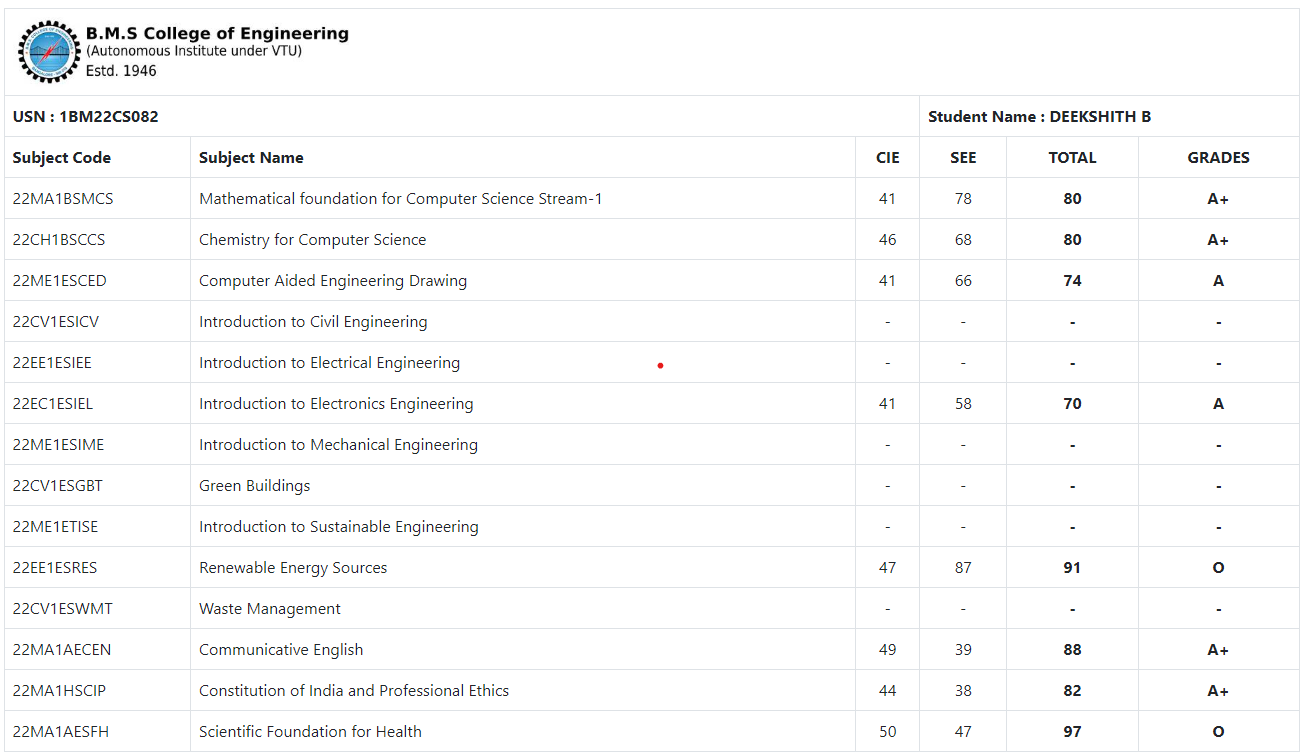 B.M.S College of Engineering
(Autonomous Institute under VTU)
Estd. 1946
USN : 1BM22CS082 Student Name : DEEKSHITH B
Subject Code Subject Name CIE SEE TOTAL GRADES
22MA1BSMCS Mathematical foundation for Computer Science Stream-1 41 78 80 A+
22CH1BSCCS Chemistry for Computer Science 46 68 80 A+
22ME1ESCED Computer Aided Engineering Drawing 41 66 74 A
22CV1ESICV Introduction to Civil Engineering - - - -
22EE1ESIEE Introduction to Electrical Engineering - - - -
22EC1ESIEL Introduction to Electronics Engineering 41 58 70 A
22ME1ESIME Introduction to Mechanical Engineering - - - -
22CV1ESGBT Green Buildings - - - -
22ME1ETISE Introduction to Sustainable Engineering - - - -
22EE1ESRES Renewable Energy Sources 47 87 91 O
22CV1ESWMT Waste Management - - - -
22MA1AECEN Communicative English 49 39 88 A+
22MA1HSCIP Constitution of India and Professional Ethics 44 38 82 A+
22MA1AESFH Scientific Foundation for Health 50 47 97 O